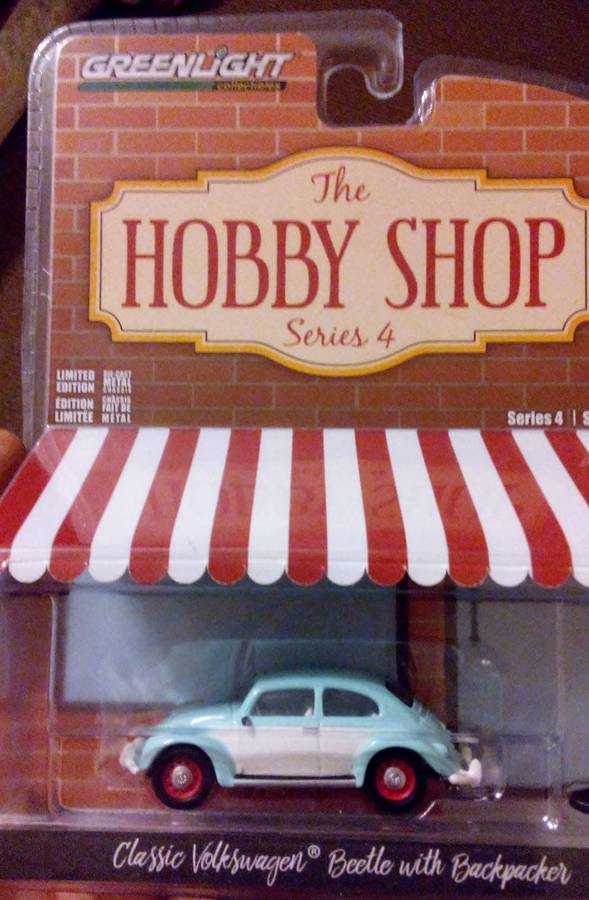 GREENLIGHT
collectibles
The
HOBBY SHOP
Series 4
LIMITED EDITION
DIE-CAST METAL CHASSIS
ÉDITION LIMITÉE
CHÂSSIS FAIT DE MÉTAL
Series 4 | S
Classic Volkswagen® Beetle with Backpacker